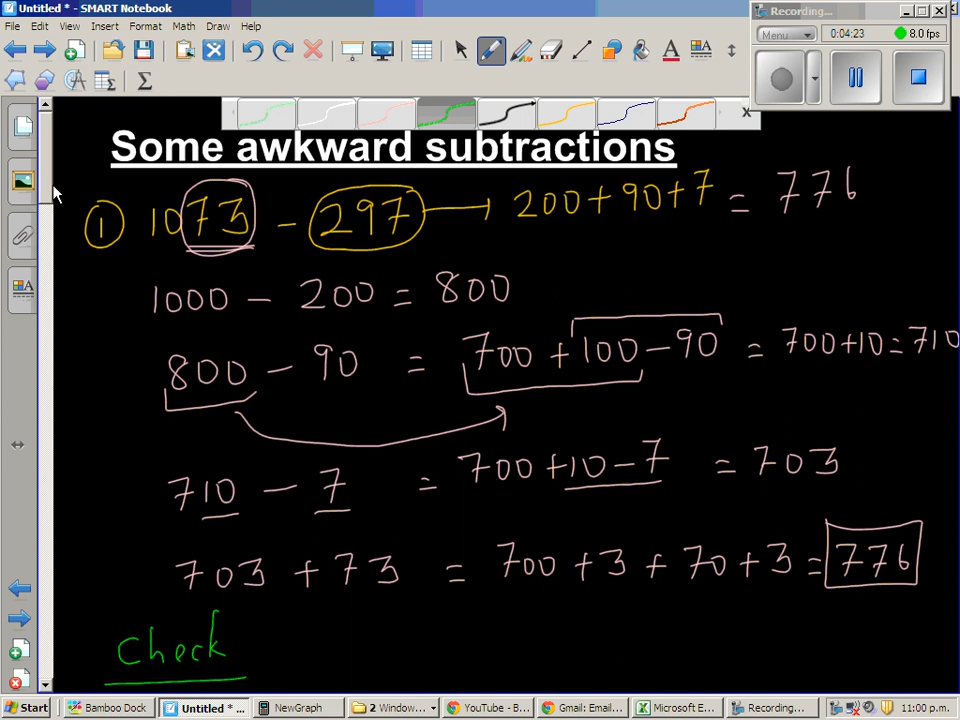 Untitled * - SMART Notebook
File Edit View Insert Format Math Draw Help
Recording...
Menu 0:04:23 8.0 fps
Some awkward subtractions
① 1073 - 297 → 200 + 90 + 7 = 776
1000 - 200 = 800
800 - 90 = 700 + 100 - 90 = 700 + 10 = 710
710 - 7 = 700 + 10 - 7 = 703
703 + 73 = 700 + 3 + 70 + 3 = 776
Check
Start Bamboo Dock Untitled * ... NewGraph 2 Window... YouTube - B... Gmail: Email... Microsoft E... Recording... 11:00 p.m.